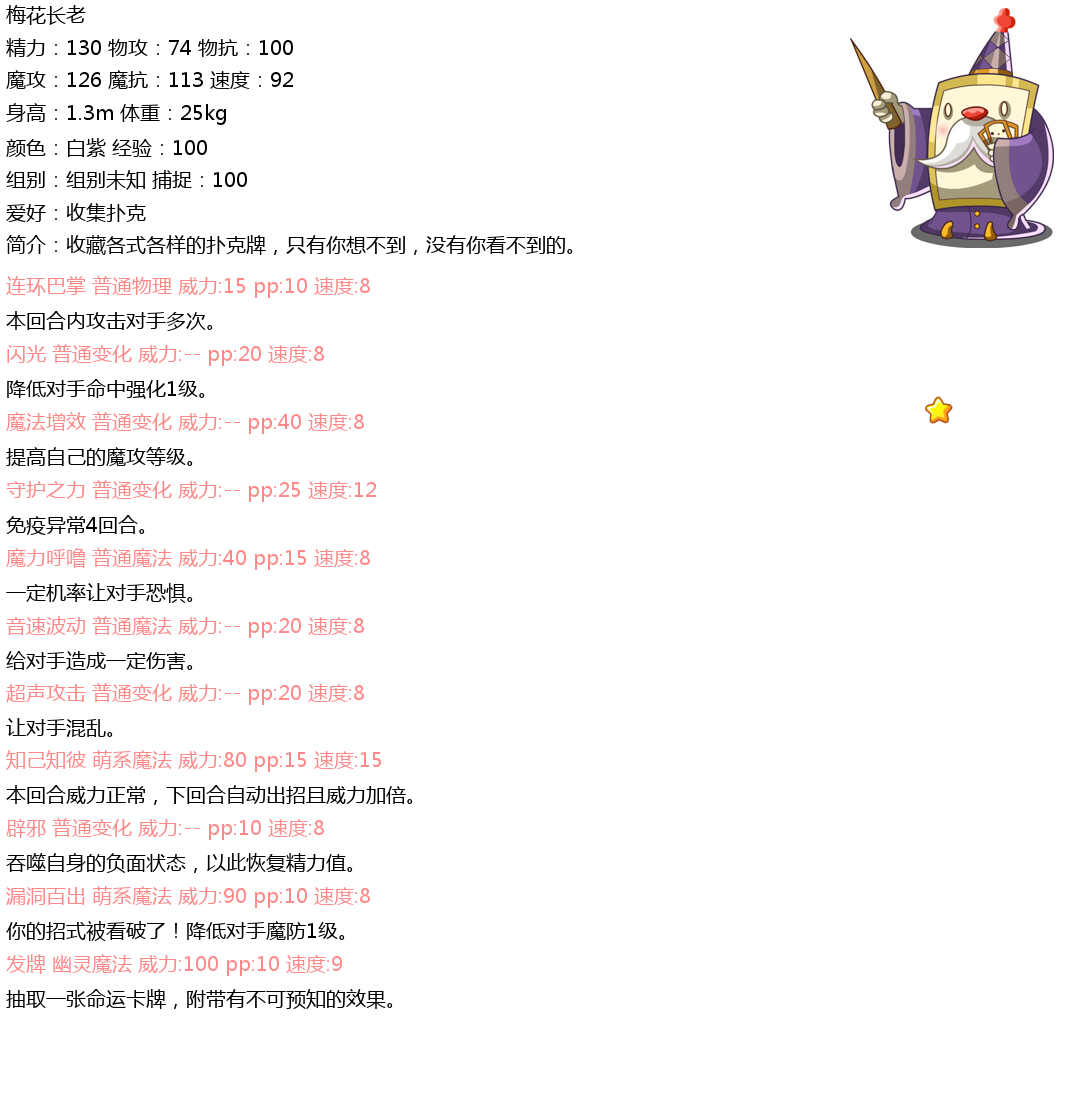 梅花长老
精力：130 物攻：74 物抗：100
魔攻：126 魔抗：113 速度：92
身高：1.3m 体重：25kg
颜色：白紫 经验：100
组别：组别未知 捕捉：100
爱好：收集扑克
简介：收藏各式各样的扑克牌，只有你想不到，没有你看不到的。
连环巴掌 普通物理 威力:15 pp:10 速度:8
本回合内攻击对手多次。
闪光 普通变化 威力:-- pp:20 速度:8
降低对手命中强化1级。
魔法增效 普通变化 威力:-- pp:40 速度:8
提高自己的魔攻等级。
守护之力 普通变化 威力:-- pp:25 速度:12
免疫异常4回合。
魔力呼噜 普通魔法 威力:40 pp:15 速度:8
一定机率让对手恐惧。
音速波动 普通魔法 威力:-- pp:20 速度:8
给对手造成一定伤害。
超声攻击 普通变化 威力:-- pp:20 速度:8
让对手混乱。
知己知彼 萌系魔法 威力:80 pp:15 速度:15
本回合威力正常，下回合自动出招且威力加倍。
辟邪 普通变化 威力:-- pp:10 速度:8
吞噬自身的负面状态，以此恢复精力值。
漏洞百出 萌系魔法 威力:90 pp:10 速度:8
你的招式被看破了！降低对手魔防1级。
发牌 幽灵魔法 威力:100 pp:10 速度:9
抽取一张命运卡牌，附带有不可预知的效果。